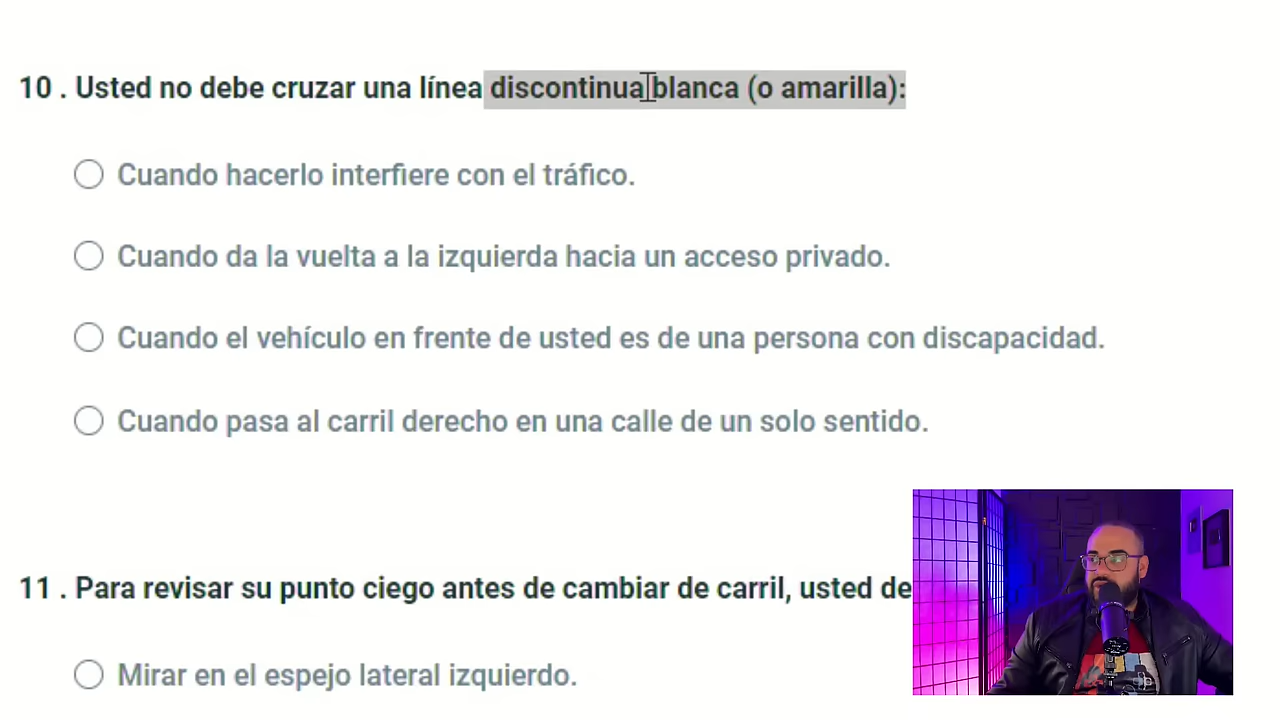 10 . Usted no debe cruzar una línea discontinua blanca (o amarilla):
Cuando hacerlo interfiere con el tráfico.
Cuando da la vuelta a la izquierda hacia un acceso privado.
Cuando el vehículo en frente de usted es de una persona con discapacidad.
Cuando pasa al carril derecho en una calle de un solo sentido.
11 . Para revisar su punto ciego antes de cambiar de carril, usted de
Mirar en el espejo lateral izquierdo.